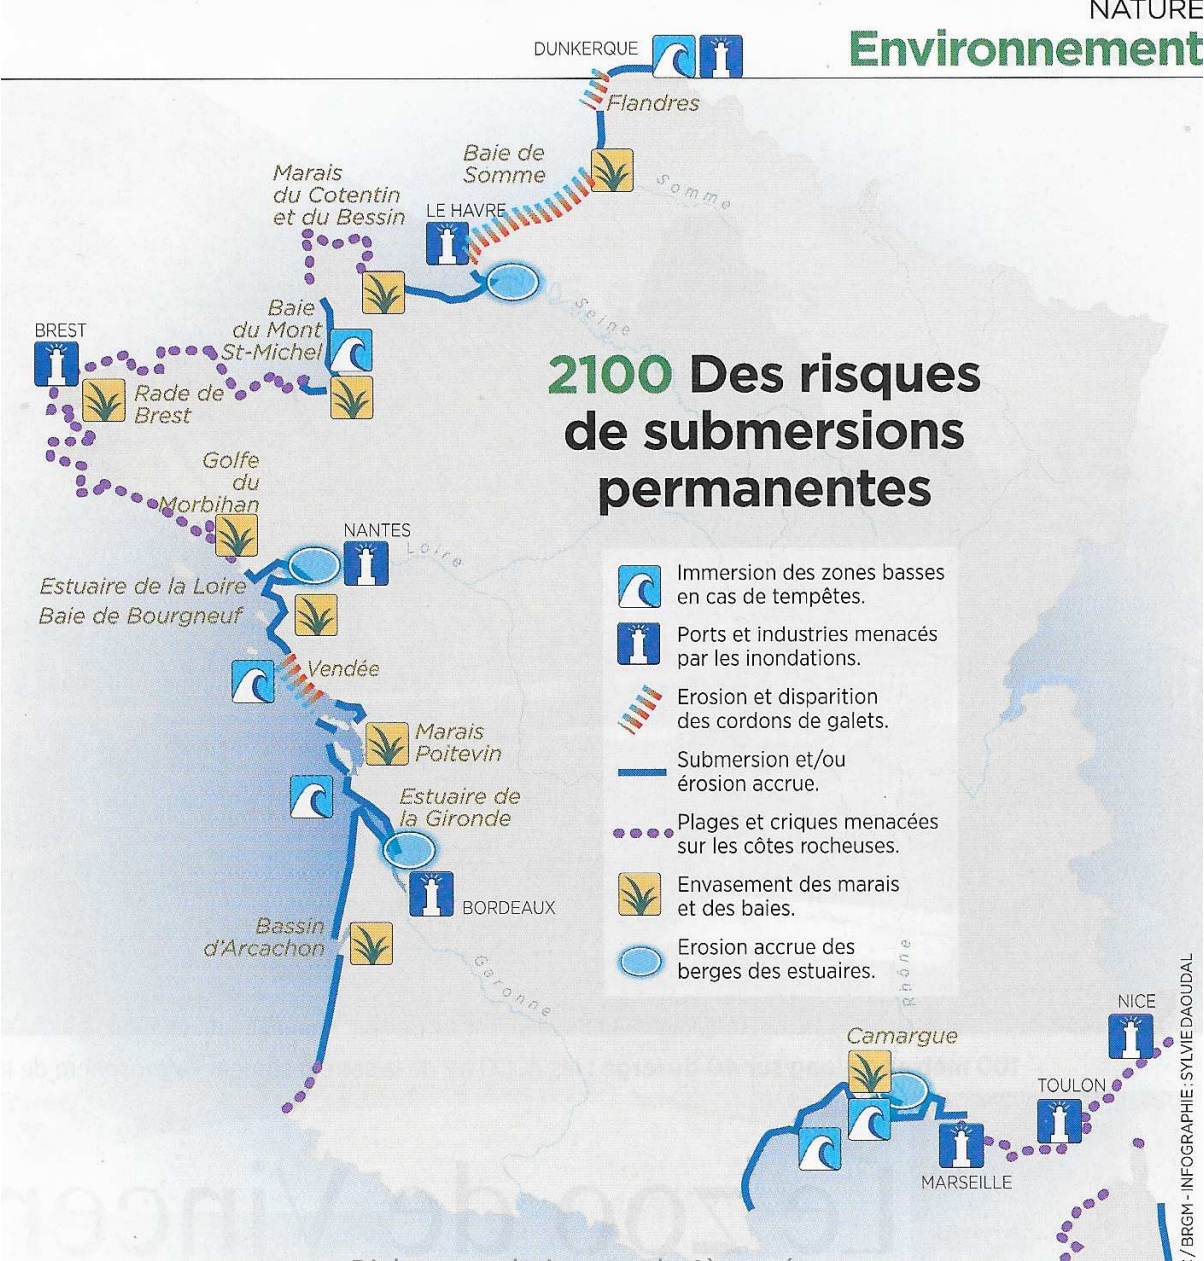 NATURE
Environnement
DUNKERQUE
Flandres
Baie de
Somme
Somme
Marais
du Cotentin
et du Bessin
LE HAVRE
Seine
Baie
du Mont
St-Michel
BREST
Rade de
Brest
2100 Des risques
de submersions
permanentes
Golfe
du
Morbihan
NANTES
Loire
Estuaire de la Loire
Baie de Bourgneuf
Vendée
Marais
Poitevin
Estuaire de
la Gironde
BORDEAUX
Bassin
d'Arcachon
Garonne
Immersion des zones basses
en cas de tempêtes.
Ports et industries menacés
par les inondations.
Erosion et disparition
des cordons de galets.
Submersion et/ou
érosion accrue.
Plages et criques menacées
sur les côtes rocheuses.
Envasement des marais
et des baies.
Erosion accrue des
berges des estuaires.
Rhône
Camargue
NICE
TOULON
MARSEILLE
/ BRGM - INFOGRAPHIE : SYLVIE DAOUDAL